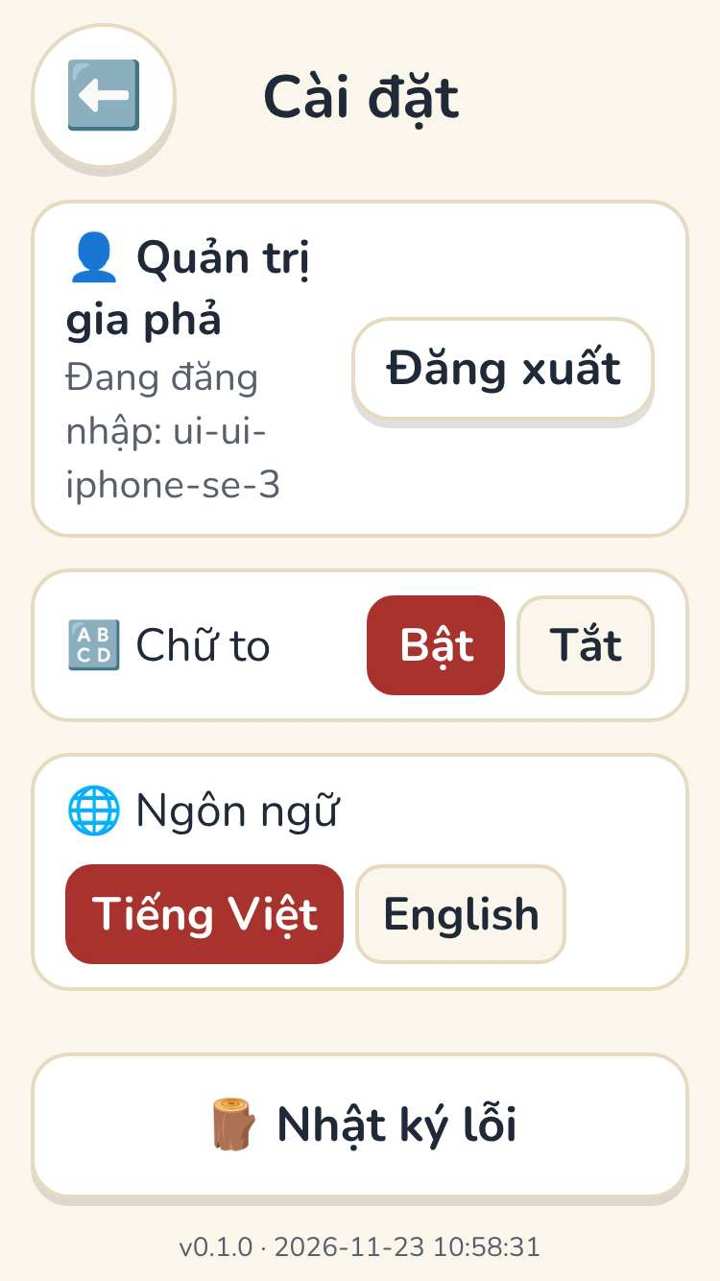 Cài đặt
Quản trị
gia phả
Đang đăng
nhập: ui-ui-
iphone-se-3
Đăng xuất
Chữ to
Bật
Tắt
Ngôn ngữ
Tiếng Việt
English
Nhật ký lỗi
v0.1.0 · 2026-11-23 10:58:31